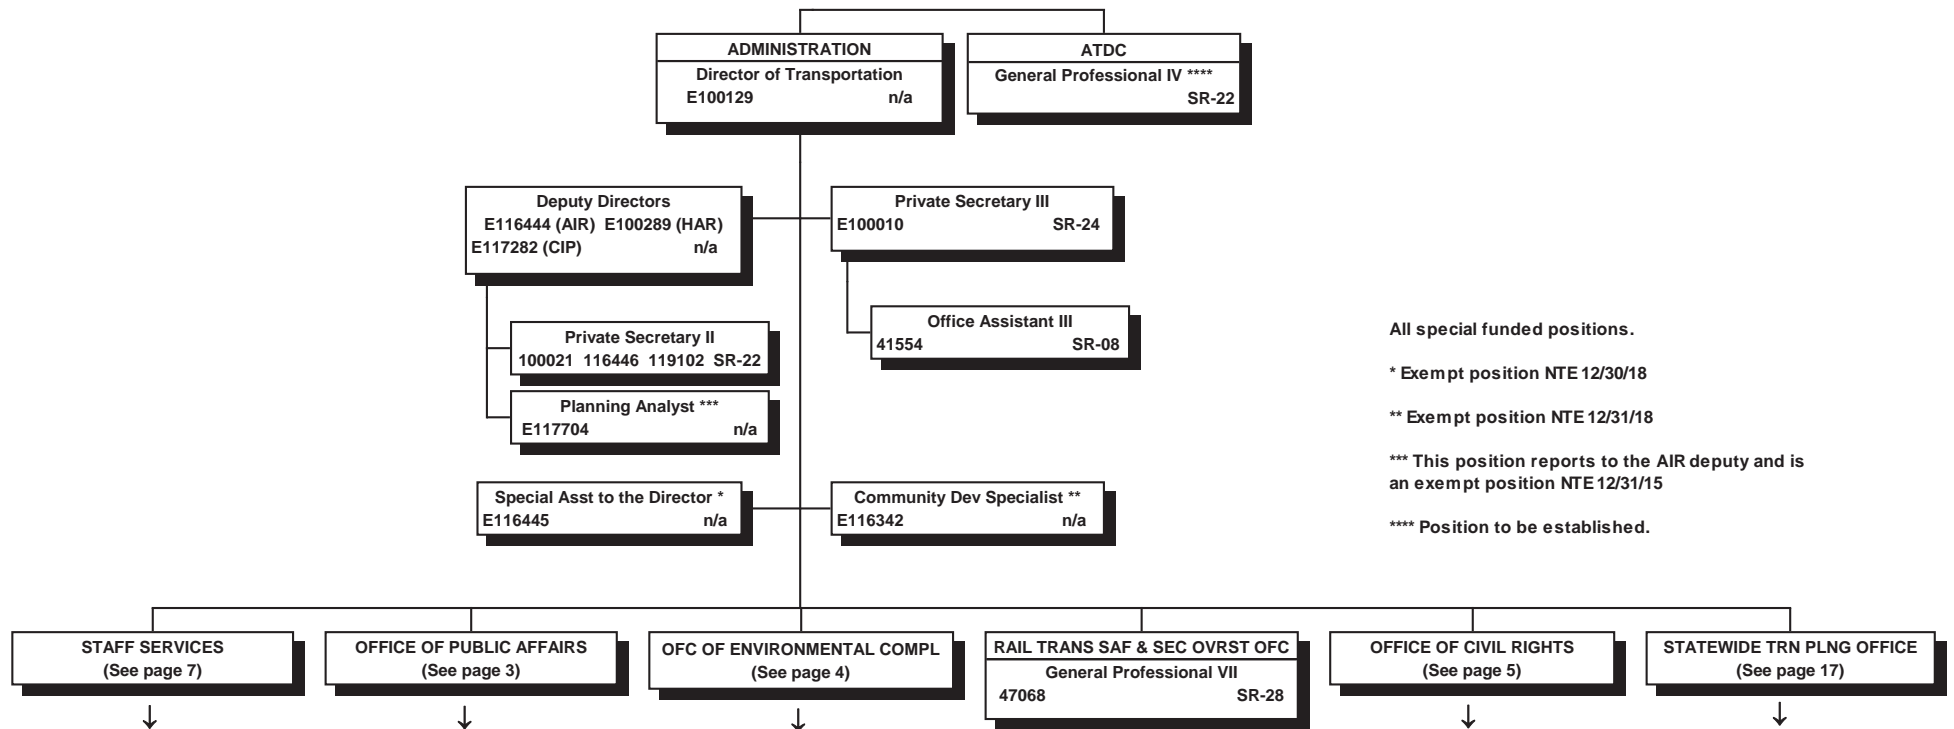 ADMINISTRATION
Director of Transportation
E100129 n/a
ATDC
General Professional IV ****
SR-22
Deputy Directors
E116444 (AIR) E100289 (HAR)
E117282 (CIP) n/a
Private Secretary III
E100010 SR-24
Private Secretary II
100021 116446 119102 SR-22
Office Assistant III
41554 SR-08
Planning Analyst ***
E117704 n/a
Special Asst to the Director *
E116445 n/a
Community Dev Specialist **
E116342 n/a
All special funded positions.
* Exempt position NTE 12/30/18
** Exempt position NTE 12/31/18
*** This position reports to the AIR deputy and is
an exempt position NTE 12/31/15
**** Position to be established.
STAFF SERVICES
(See page 7)
OFFICE OF PUBLIC AFFAIRS
(See page 3)
OFC OF ENVIRONMENTAL COMPL
(See page 4)
RAIL TRANS SAF & SEC OVRST OFC
General Professional VII
47068 SR-28
OFFICE OF CIVIL RIGHTS
(See page 5)
STATEWIDE TRN PLNG OFFICE
(See page 17)